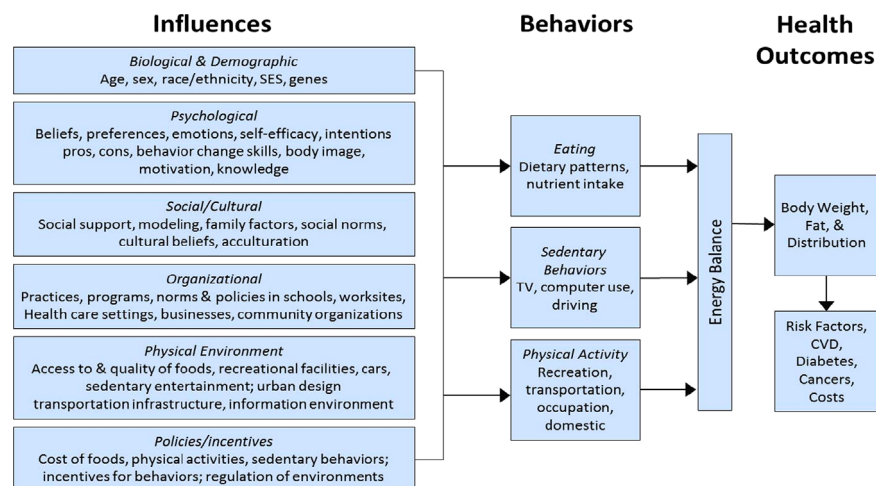 Influences
Biological & Demographic
Age, sex, race/ethnicity, SES, genes
Psychological
Beliefs, preferences, emotions, self-efficacy, intentions
pros, cons, behavior change skills, body image,
motivation, knowledge
Social/Cultural
Social support, modeling, family factors, social norms,
cultural beliefs, acculturation
Organizational
Practices, programs, norms & policies in schools, worksites,
Health care settings, businesses, community organizations
Physical Environment
Access to & quality of foods, recreational facilities, cars,
sedentary entertainment; urban design
transportation infrastructure, information environment
Policies/incentives
Cost of foods, physical activities, sedentary behaviors;
incentives for behaviors; regulation of environments
Behaviors
Eating
Dietary patterns,
nutrient intake
Sedentary
Behaviors
TV, computer use,
driving
Physical Activity
Recreation,
transportation,
occupation,
domestic
Energy Balance
Health
Outcomes
Body Weight,
Fat, &
Distribution
Risk Factors,
CVD,
Diabetes,
Cancers,
Costs